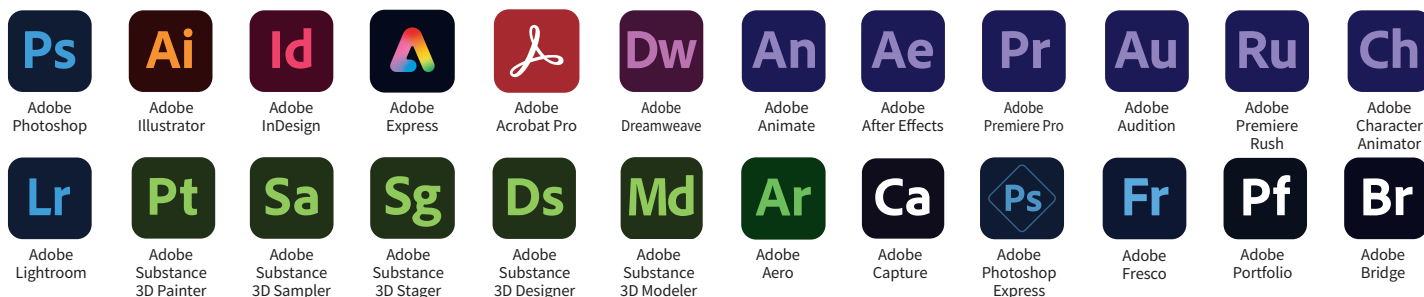 Ps Ai Id Dw An Ae Pr Au Ru Ch
Adobe Photoshop
Adobe Illustrator
Adobe InDesign
Adobe Express
Adobe Acrobat Pro
Adobe Dreamweave
Adobe Animate
Adobe After Effects
Adobe Premiere Pro
Adobe Audition
Adobe Premiere Rush
Adobe Character Animator
Lr Pt Sa Sg Ds Md Ar Ca Ps Fr Pf Br
Adobe Lightroom
Adobe Substance 3D Painter
Adobe Substance 3D Sampler
Adobe Substance 3D Stager
Adobe Substance 3D Designer
Adobe Substance 3D Modeler
Adobe Aero
Adobe Capture
Adobe Photoshop Express
Adobe Fresco
Adobe Portfolio
Adobe Bridge